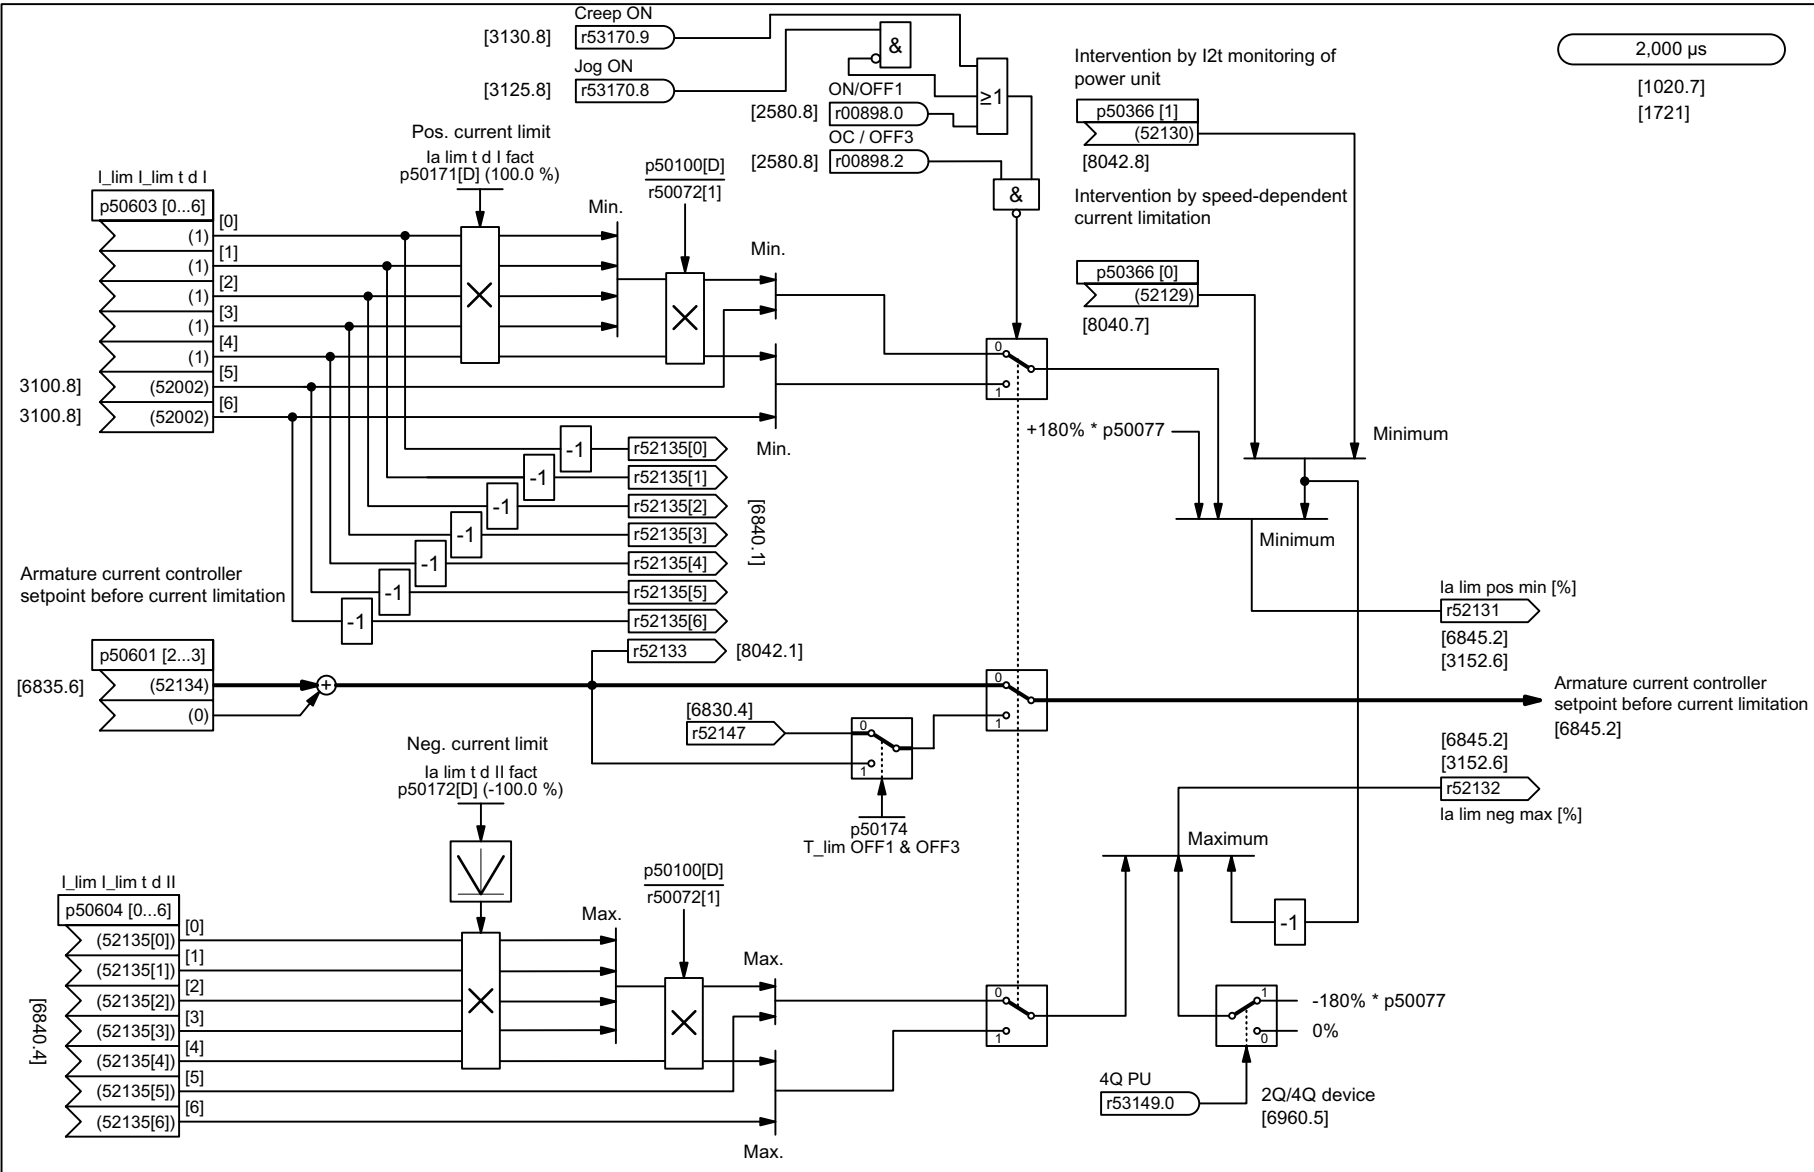 Creep ON
[3130.8] r53170.9
&
Jog ON
[3125.8] r53170.8
≥1
ON/OFF1
[2580.8] r00898.0
OC / OFF3
[2580.8] r00898.2
&
Intervention by I2t monitoring of
power unit
p50366 [1]
(52130)
[8042.8]
Intervention by speed-dependent
current limitation
p50366 [0]
(52129)
[8040.7]
2,000 µs
[1020.7]
[1721]
Pos. current limit
Ia lim t d I fact
p50171[D] (100.0 %)
p50100[D]
r50072[1]
Min.
Min.
I_lim I_lim t d I
p50603 [0...6]
(1) [0]
(1) [1]
(1) [2]
(1) [3]
(1) [4]
3100.8] (52002) [5]
3100.8] (52002) [6]
0
1
+180% * p50077
Minimum
Minimum
Min.
-1 r52135[0]
-1 r52135[1]
-1 r52135[2]
-1 r52135[3]
-1 r52135[4]
-1 r52135[5]
-1 r52135[6]
[6840.1]
r52133 [8042.1]
Armature current controller
setpoint before current limitation
p50601 [2...3]
[6835.6] (52134)
(0)
+
[6830.4]
r52147
0
1
0
1
p50174
T_lim OFF1 & OFF3
Ia lim pos min [%]
r52131
[6845.2]
[3152.6]
Armature current controller
setpoint before current limitation
[6845.2]
[6845.2]
[3152.6]
r52132
Ia lim neg max [%]
Neg. current limit
Ia lim t d II fact
p50172[D] (-100.0 %)
p50100[D]
r50072[1]
Max.
Max.
I_lim I_lim t d II
p50604 [0...6]
(52135[0]) [0]
(52135[1]) [1]
(52135[2]) [2]
(52135[3]) [3]
(52135[4]) [4]
(52135[5]) [5]
(52135[6]) [6]
[6840.4]
Max.
0
1
Maximum
-1
1
0
-180% * p50077
0%
4Q PU
r53149.0
2Q/4Q device
[6960.5]